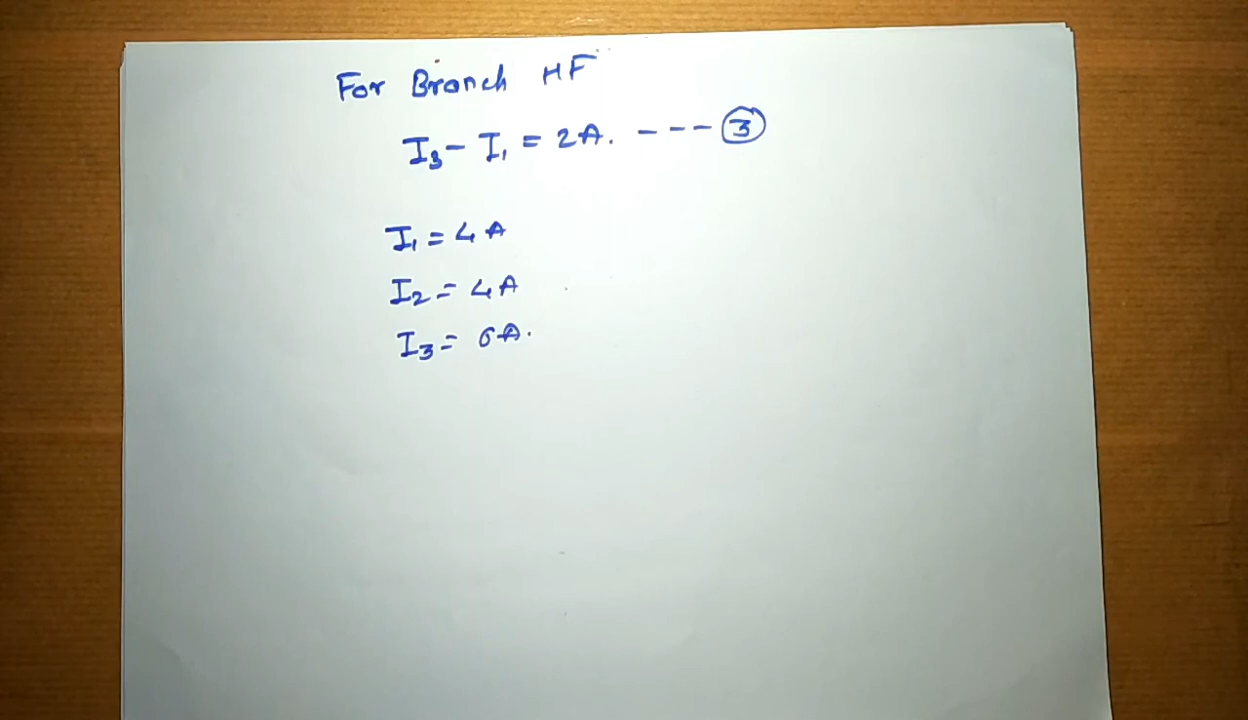 For Branch HF
I₃ - I₁ = 2A. --- ③
I₁ = 4A
I₂ = 4A
I₃ = 6A.